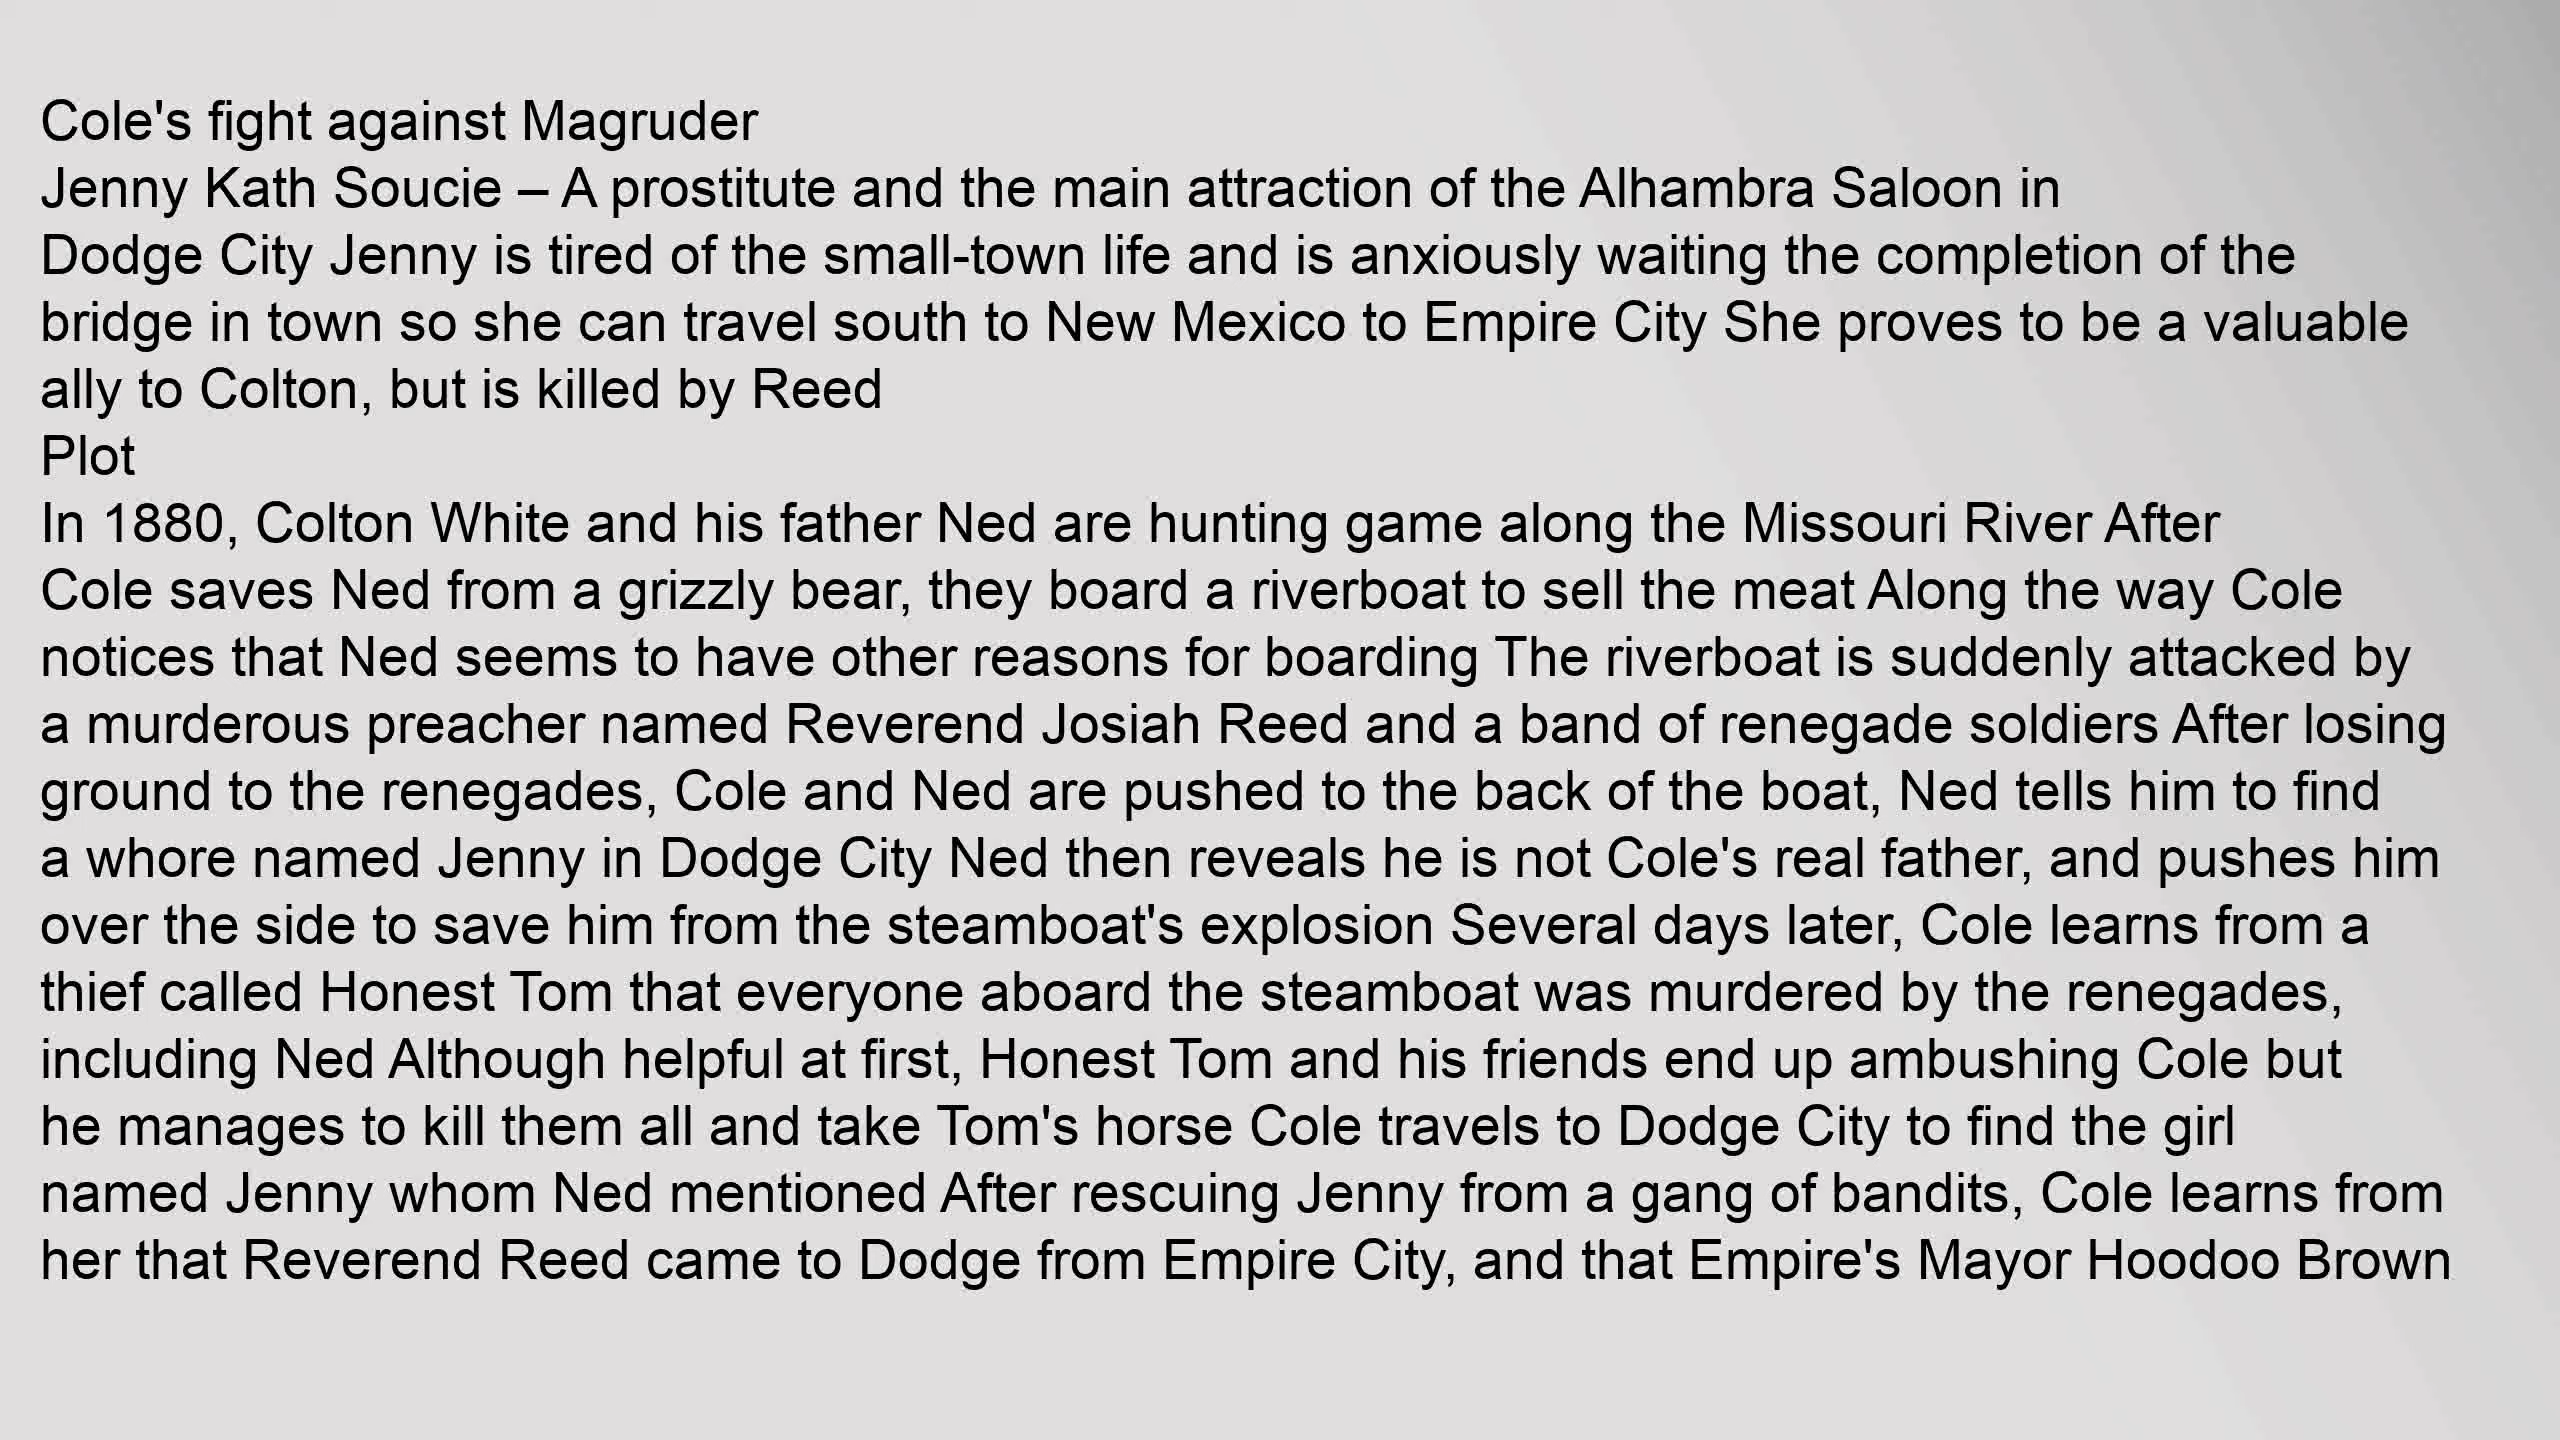 Cole's fight against Magruder
Jenny Kath Soucie – A prostitute and the main attraction of the Alhambra Saloon in
Dodge City Jenny is tired of the small-town life and is anxiously waiting the completion of the
bridge in town so she can travel south to New Mexico to Empire City She proves to be a valuable
ally to Colton, but is killed by Reed
Plot
In 1880, Colton White and his father Ned are hunting game along the Missouri River After
Cole saves Ned from a grizzly bear, they board a riverboat to sell the meat Along the way Cole
notices that Ned seems to have other reasons for boarding The riverboat is suddenly attacked by
a murderous preacher named Reverend Josiah Reed and a band of renegade soldiers After losing
ground to the renegades, Cole and Ned are pushed to the back of the boat, Ned tells him to find
a whore named Jenny in Dodge City Ned then reveals he is not Cole's real father, and pushes him
over the side to save him from the steamboat's explosion Several days later, Cole learns from a
thief called Honest Tom that everyone aboard the steamboat was murdered by the renegades,
including Ned Although helpful at first, Honest Tom and his friends end up ambushing Cole but
he manages to kill them all and take Tom's horse Cole travels to Dodge City to find the girl
named Jenny whom Ned mentioned After rescuing Jenny from a gang of bandits, Cole learns from
her that Reverend Reed came to Dodge from Empire City, and that Empire's Mayor Hoodoo Brown